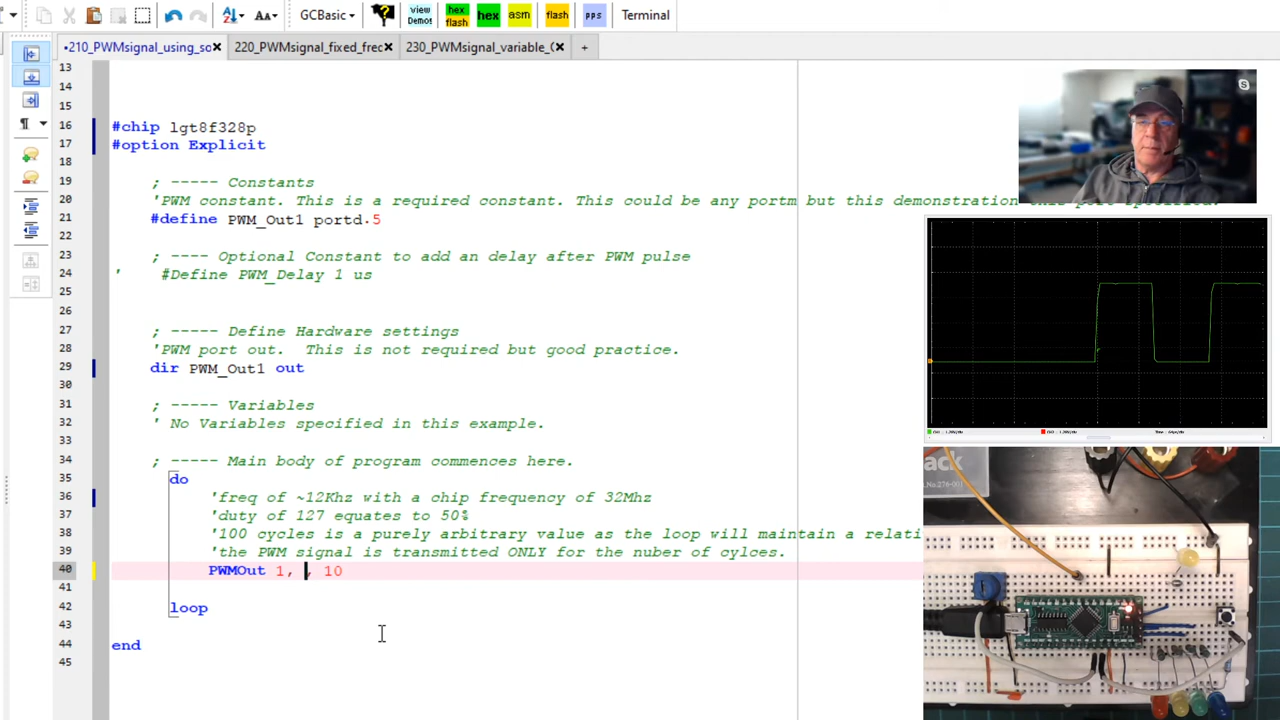 GCBasic
view
Demos
hex
flash
hex
asm
flash
pps
Terminal
210_PWMsignal_using_so
220_PWMsignal_fixed_frec
230_PWMsignal_variable_(
+
13
14
15
16 #chip lgt8f328p
17 #option Explicit
18
19 ; ----- Constants
20 'PWM constant. This is a required constant. This could be any portm but this demonstration
21 #define PWM_Out1 portd.5
22
23 ; ---- Optional Constant to add an delay after PWM pulse
24 ' #Define PWM_Delay 1 us
25
26
27 ; ----- Define Hardware settings
28 'PWM port out. This is not required but good practice.
29 dir PWM_Out1 out
30
31 ; ----- Variables
32 ' No Variables specified in this example.
33
34 ; ----- Main body of program commences here.
35 do
36 'freq of ~12Khz with a chip frequency of 32Mhz
37 'duty of 127 equates to 50%
38 '100 cycles is a purely arbitrary value as the loop will maintain a relati
39 'the PWM signal is transmitted ONLY for the nuber of cylces.
40 PWMOut 1, , 10
41
42 loop
43
44 end
45
ack
No.276-001